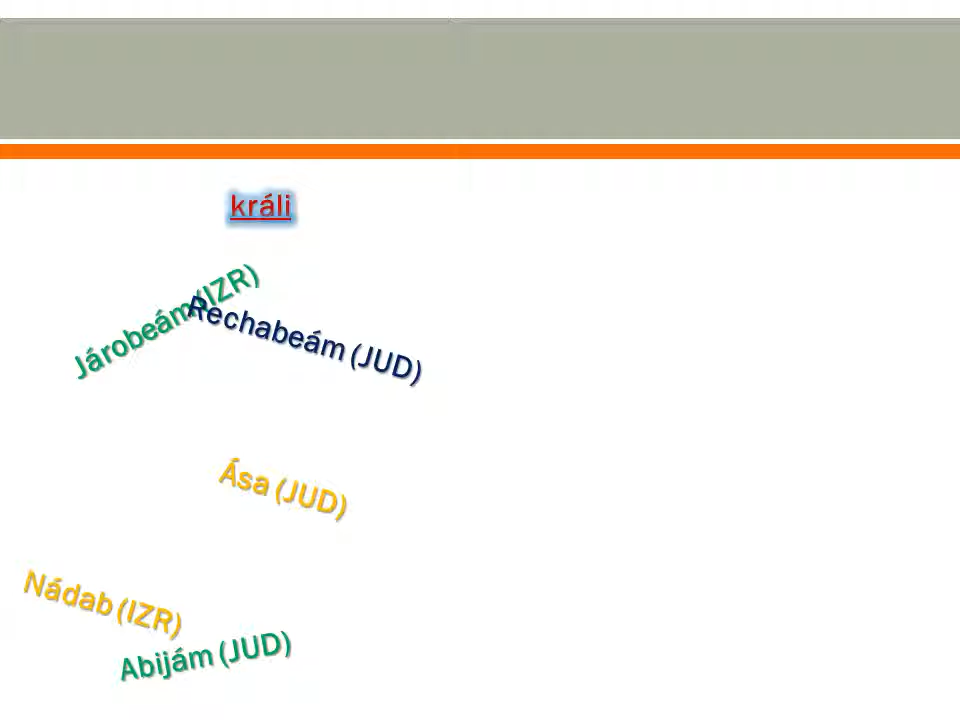 králi
Járobeám (IZR)
Rechabeám (JUD)
Ása (JUD)
Nádab (IZR)
Abijám (JUD)